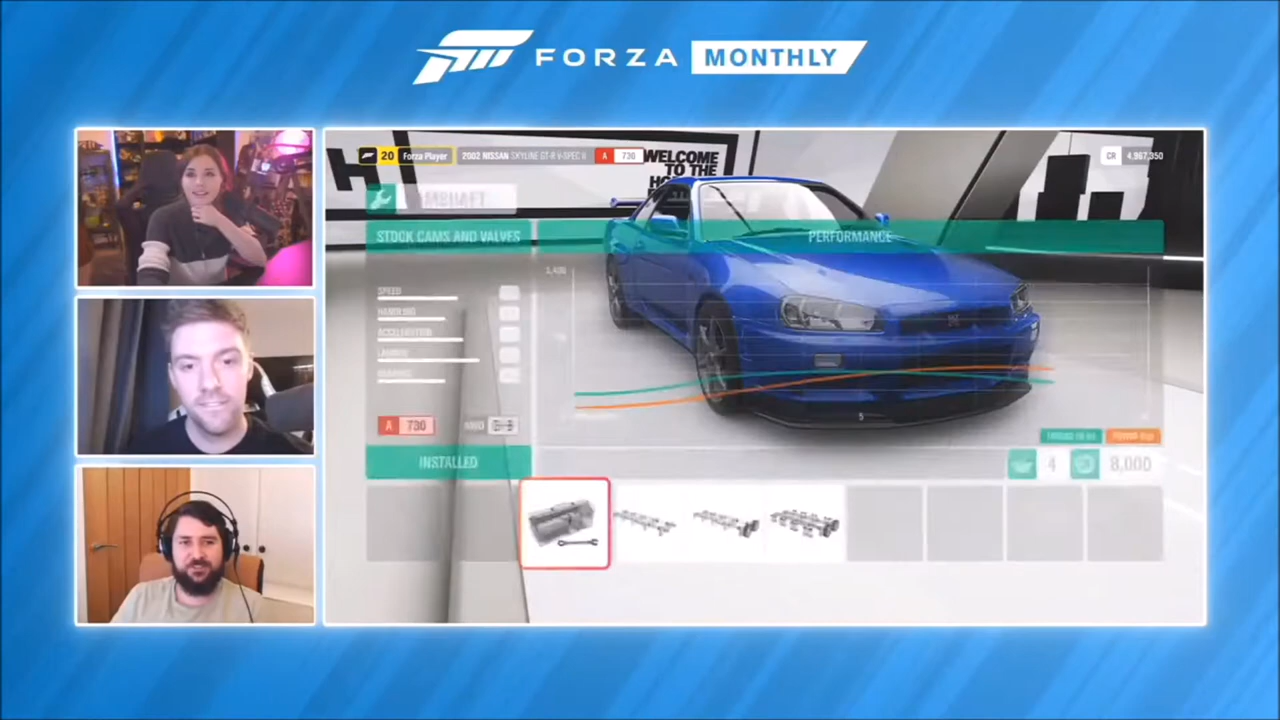 FORZA MONTHLY
20 Forza Player 2002 NISSAN SKYLINE GT-R V-SPEC II A 730
CR 4,967,350
WELCOME
TO THE
STOCK CAMS AND VALVES
PERFORMANCE
SPEED
HANDLING
ACCELERATION
LAUNCH
BRAKING
A 730
5
INSTALLED
4 8,000